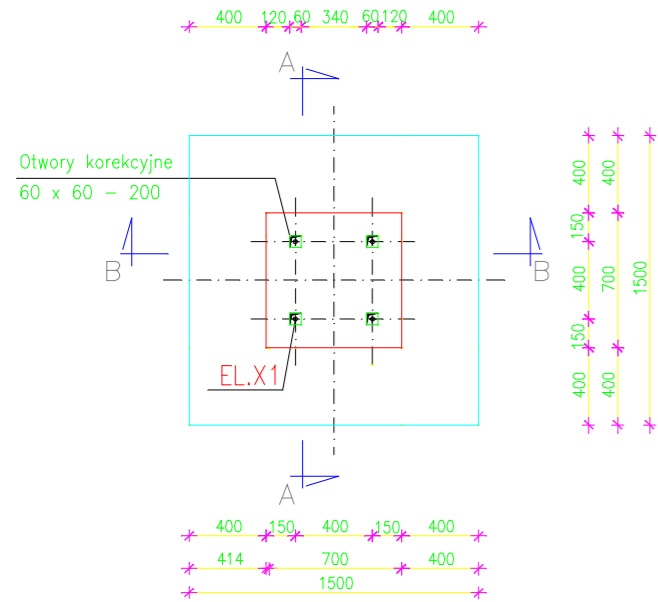 400 120 60 340 60 120 400
A
Otwory korekcyjne
60 x 60 - 200
B
B
EL.X1
A
400 150 400 150 400
400 700 400
1500
400 150 400 150 400
414 700 400
1500